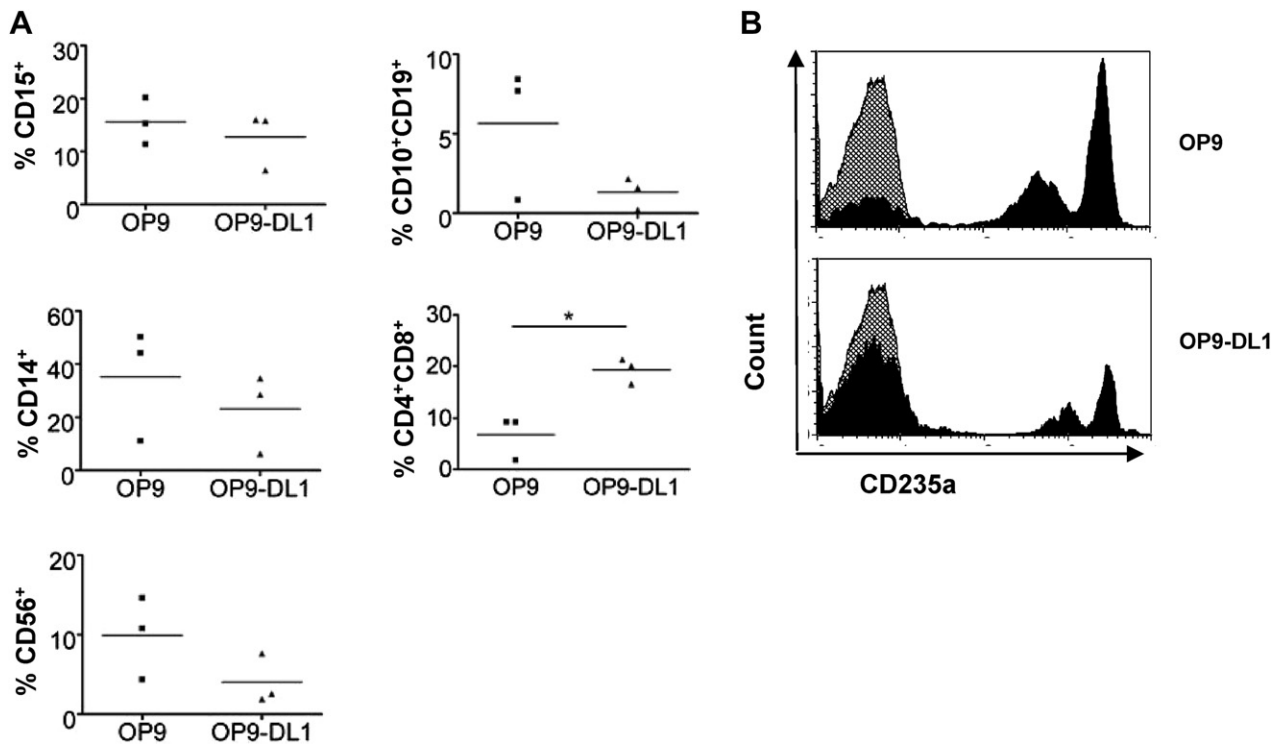 A
30
20
10
0
% CD15⁺
OP9
OP9-DL1
10
5
0
% CD10⁺CD19⁺
OP9
OP9-DL1
60
40
20
0
% CD14⁺
OP9
OP9-DL1
30
20
10
0
% CD4⁺CD8⁺
*
OP9
OP9-DL1
20
10
0
% CD56⁺
OP9
OP9-DL1
B
OP9
OP9-DL1
Count
CD235a